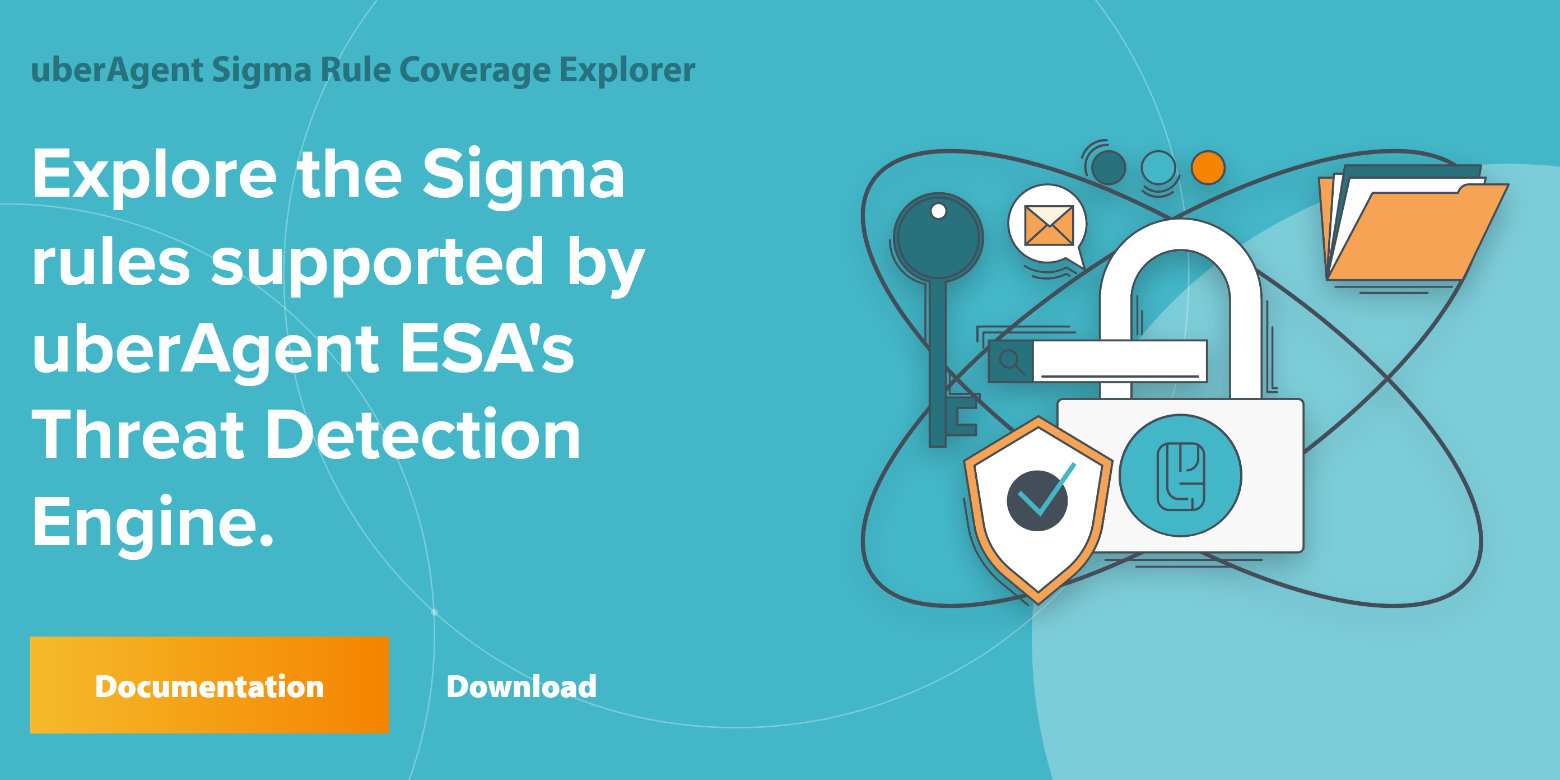 uberAgent Sigma Rule Coverage Explorer
Explore the Sigma
rules supported by
uberAgent ESA's
Threat Detection
Engine.
Documentation
Download